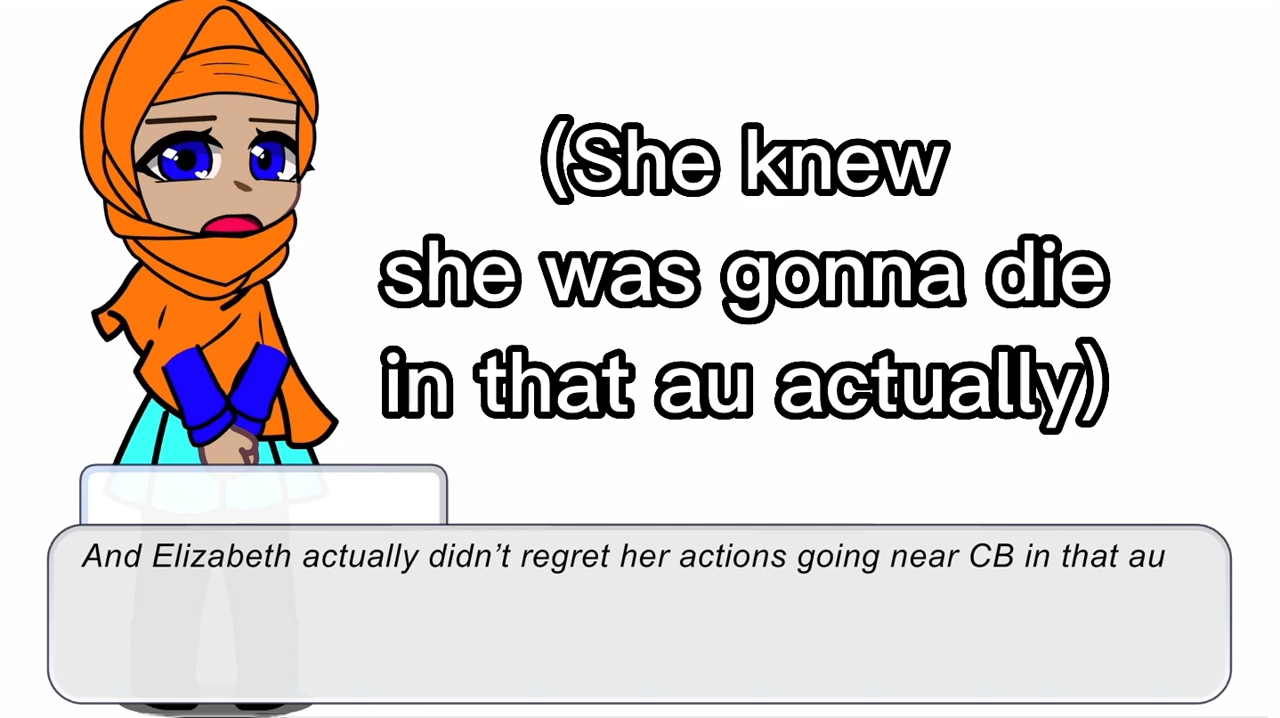 (She knew
she was gonna die
in that au actually)
And Elizabeth actually didn't regret her actions going near CB in that au